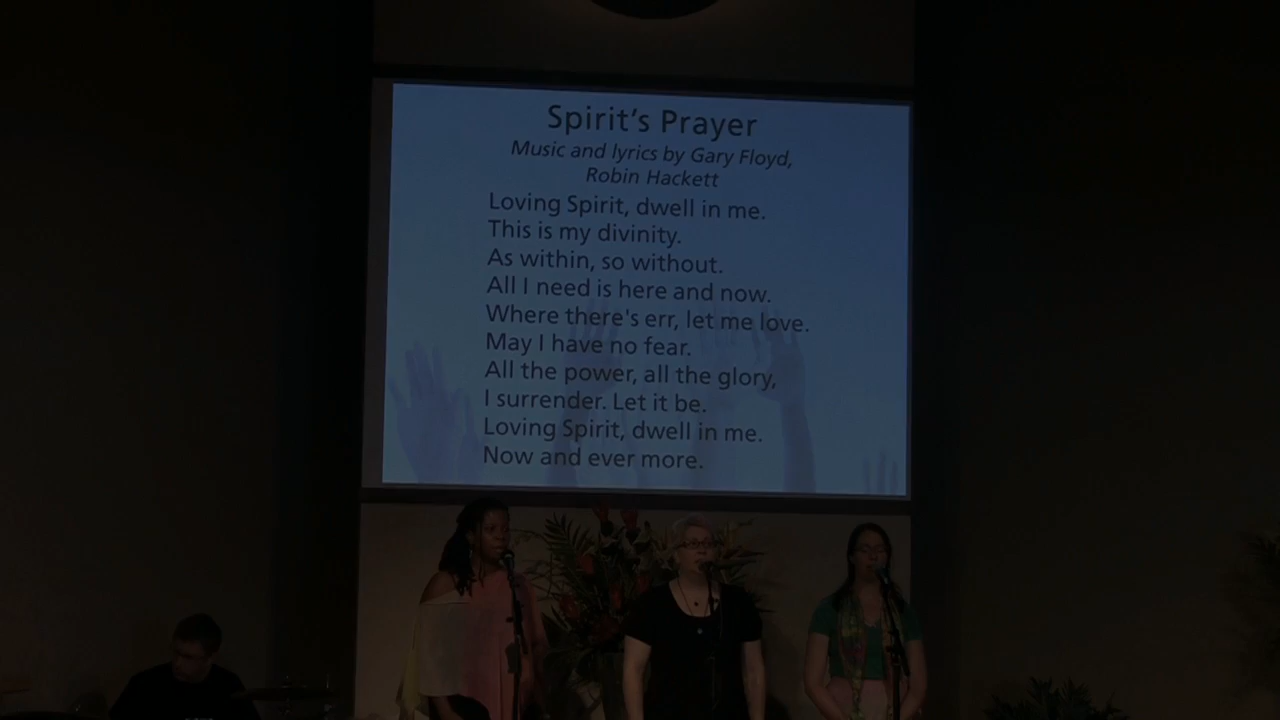 Spirit's Prayer
Music and lyrics by Gary Floyd,
Robin Hackett
Loving Spirit, dwell in me.
This is my divinity.
As within, so without.
All I need is here and now.
Where there's err, let me love.
May I have no fear.
All the power, all the glory,
I surrender. Let it be.
Loving Spirit, dwell in me.
Now and ever more.